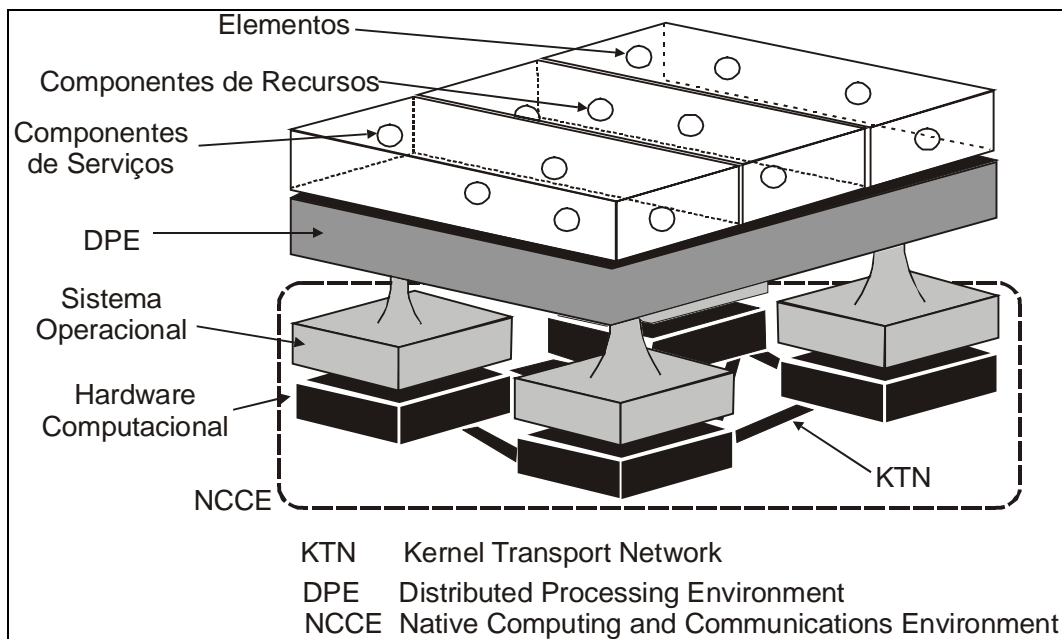 Elementos
Componentes de Recursos
Componentes
de Serviços
DPE
Sistema
Operacional
Hardware
Computacional
NCCE
KTN
KTN Kernel Transport Network
DPE Distributed Processing Environment
NCCE Native Computing and Communications Environment